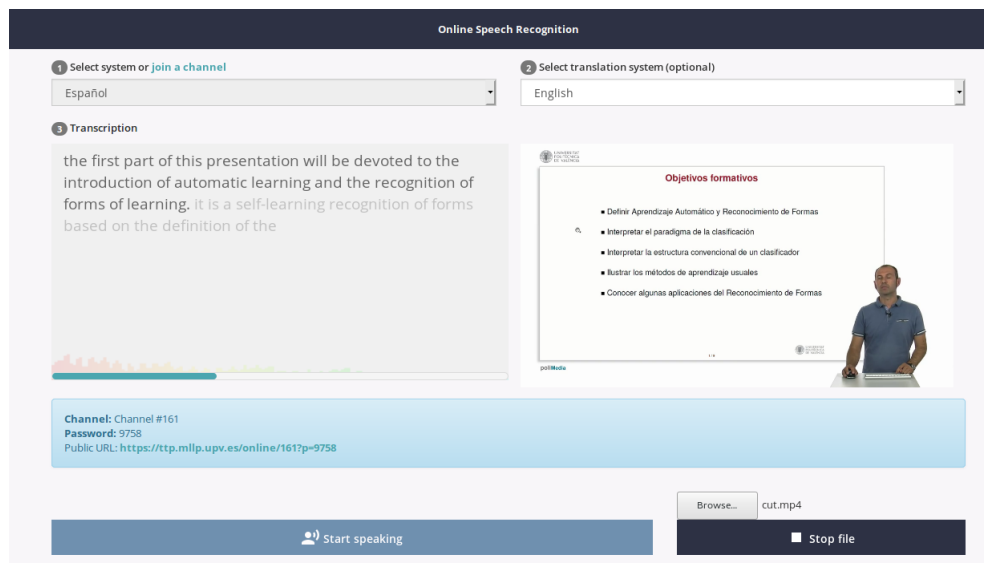 Online Speech Recognition
1 Select system or join a channel
2 Select translation system (optional)
Español
English
3 Transcription
the first part of this presentation will be devoted to the
introduction of automatic learning and the recognition of
forms of learning. it is a self-learning recognition of forms
based on the definition of the
UNIVERSITAT
POLITÈCNICA
DE VALÈNCIA
Objetivos formativos
■ Definir Aprendizaje Automático y Reconocimiento de Formas
■ Interpretar el paradigma de la clasificación
■ Interpretar la estructura convencional de un clasificador
■ Ilustrar los métodos de aprendizaje usuales
■ Conocer algunas aplicaciones del Reconocimiento de Formas
poliMedia
Channel: Channel #161
Password: 9758
Public URL: https://ttp.mllp.upv.es/online/161?p=9758
Browse... cut.mp4
Start speaking
Stop file